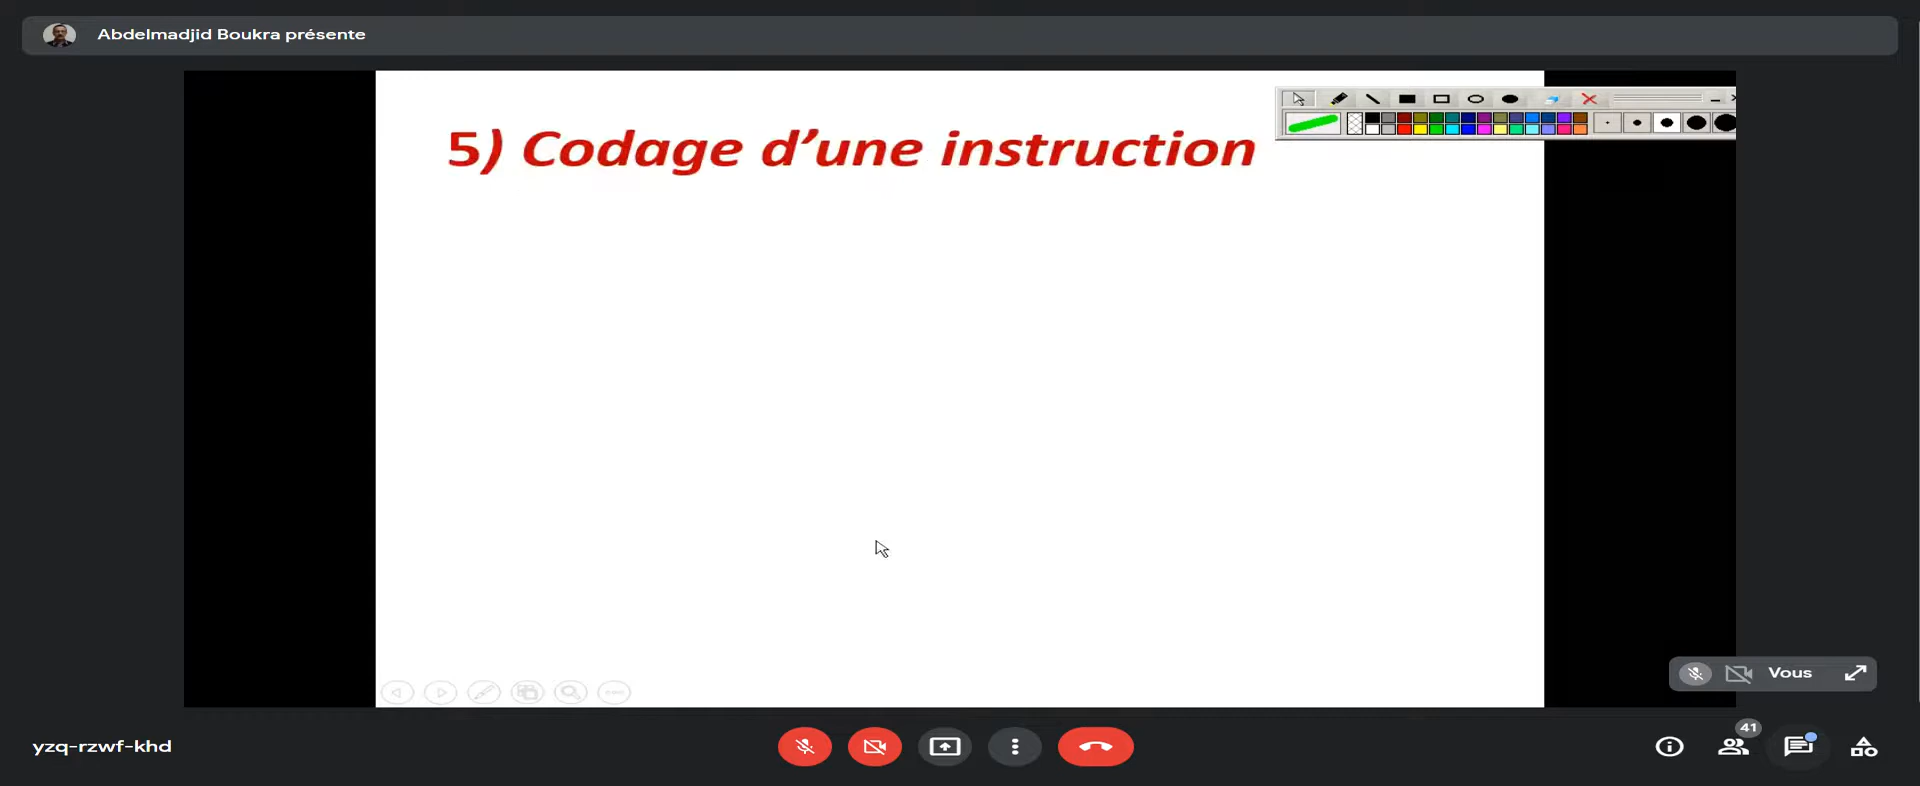 Abdelmadjid Boukra présente
5) Codage d'une instruction
Vous
yzq-rzwf-khd
41